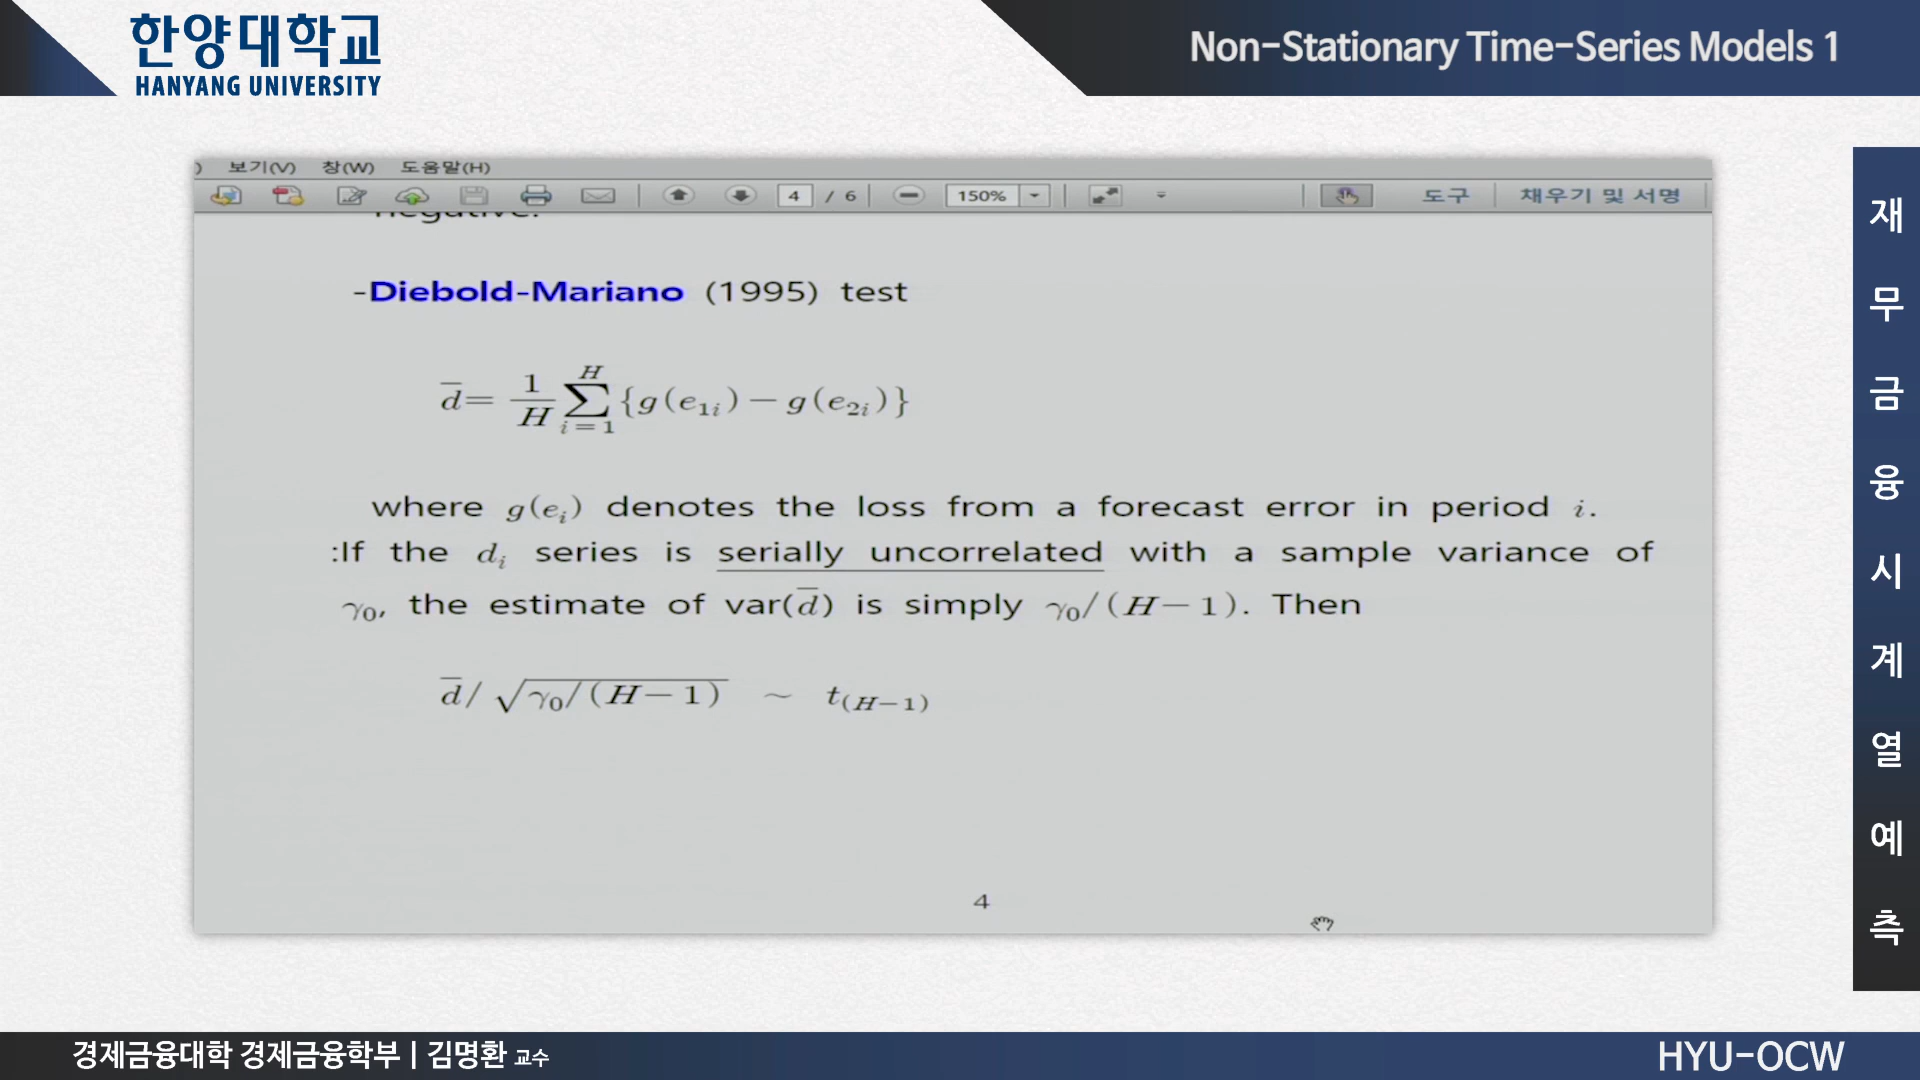 한양대학교
HANYANG UNIVERSITY
Non-Stationary Time-Series Models 1
) 보기(V) 창(W) 도움말(H)
4 / 6 150% 도구 채우기 및 서명
negative.
-Diebold-Mariano (1995) test
d̅ = 1/H ∑_{i=1}^{H} {g(e_{1i}) − g(e_{2i})}
where g(e_i) denotes the loss from a forecast error in period i.
:If the d_i series is serially uncorrelated with a sample variance of
γ_0, the estimate of var(d̅) is simply γ_0/(H−1). Then
d̅/√(γ_0/(H−1)) ~ t_{(H−1)}
4
재무금융시계열예측
경제금융대학 경제금융학부 | 김명환 교수
HYU-OCW